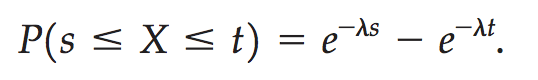 P(s ≤ X ≤ t) = e^{−λs} − e^{−λt}.